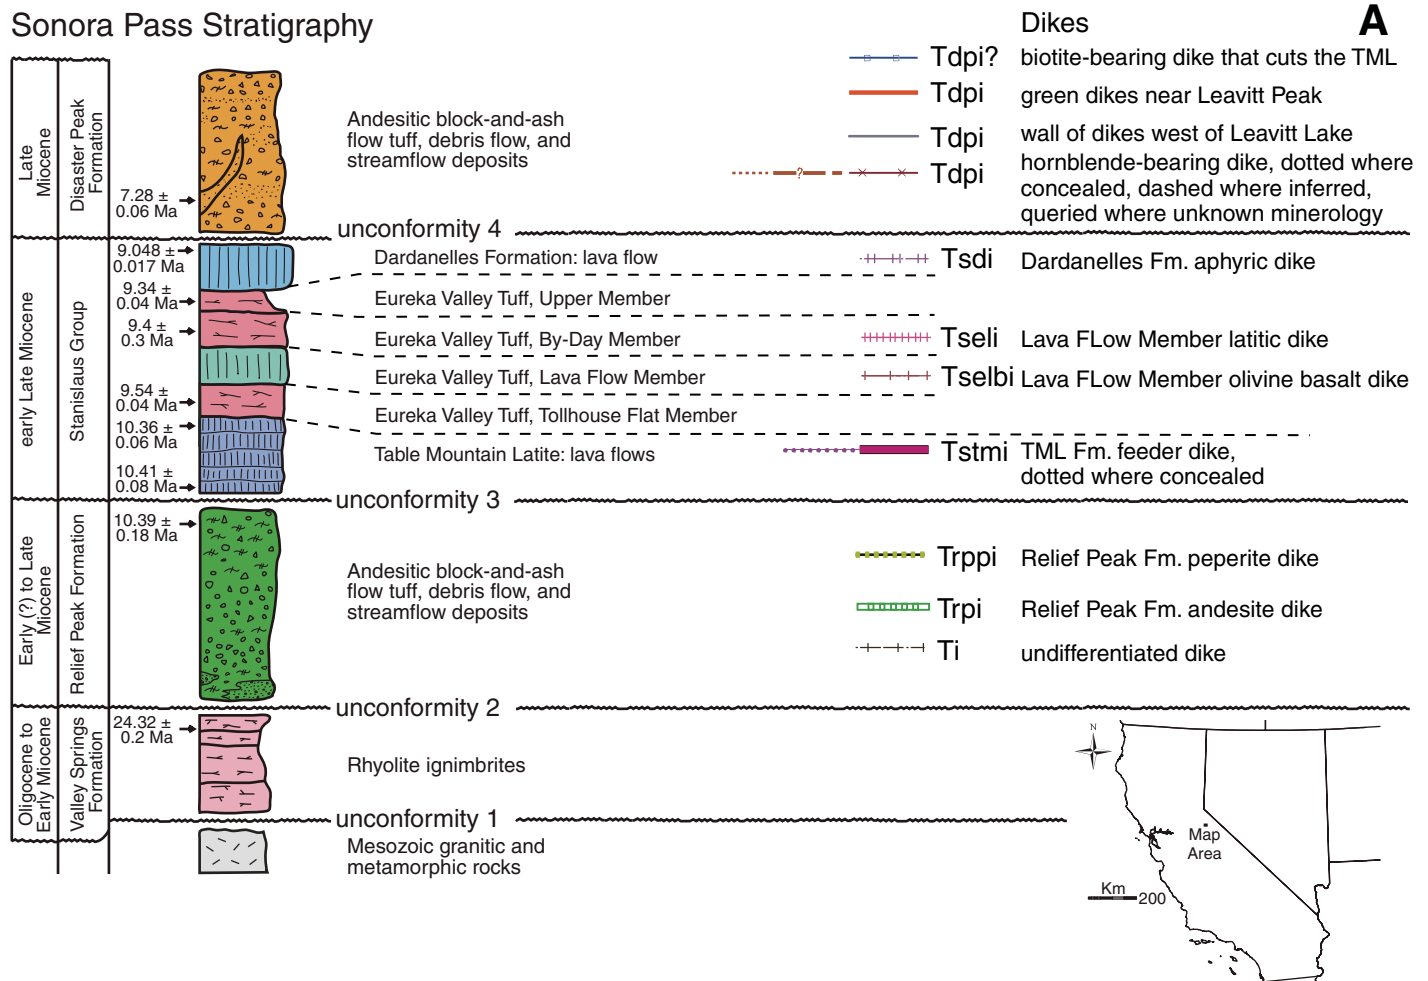 Sonora Pass Stratigraphy
Dikes
A
Late
Miocene
Disaster Peak
Formation
7.28 ±
0.06 Ma
Andesitic block-and-ash
flow tuff, debris flow, and
streamflow deposits
Tdpi? biotite-bearing dike that cuts the TML
Tdpi green dikes near Leavitt Peak
Tdpi wall of dikes west of Leavitt Lake
? Tdpi hornblende-bearing dike, dotted where
concealed, dashed where inferred,
queried where unknown minerology
unconformity 4
early Late Miocene
Stanislaus Group
9.048 ±
0.017 Ma
9.34 ±
0.04 Ma
9.4 ±
0.3 Ma
9.54 ±
0.04 Ma
10.36 ±
0.06 Ma
10.41 ±
0.08 Ma
Dardanelles Formation: lava flow
Eureka Valley Tuff, Upper Member
Eureka Valley Tuff, By-Day Member
Eureka Valley Tuff, Lava Flow Member
Eureka Valley Tuff, Tollhouse Flat Member
Table Mountain Latite: lava flows
Tsdi Dardanelles Fm. aphyric dike
Tseli Lava FLow Member latitic dike
Tselbi Lava FLow Member olivine basalt dike
Tstmi TML Fm. feeder dike,
dotted where concealed
unconformity 3
Early (?) to Late
Miocene
Relief Peak Formation
10.39 ±
0.18 Ma
Andesitic block-and-ash
flow tuff, debris flow, and
streamflow deposits
Trppi Relief Peak Fm. peperite dike
Trpi Relief Peak Fm. andesite dike
Ti undifferentiated dike
unconformity 2
Oligocene to
Early Miocene
Valley Springs
Formation
24.32 ±
0.2 Ma
Rhyolite ignimbrites
unconformity 1
Mesozoic granitic and
metamorphic rocks
N
Map
Area
Km
200